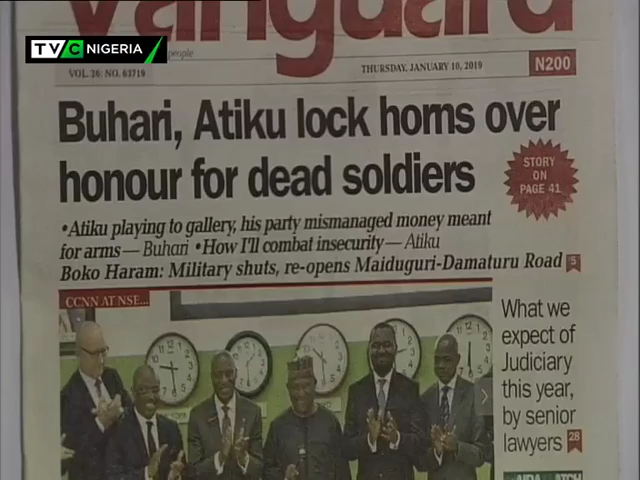 Vanguard
TVC NIGERIA
people
VOL. 26: NO. 63719
THURSDAY, JANUARY 10, 2019
N200
Buhari, Atiku lock horns over
honour for dead soldiers
STORY
ON
PAGE 41
•Atiku playing to gallery, his party mismanaged money meant
for arms — Buhari •How I'll combat insecurity — Atiku
Boko Haram: Military shuts, re-opens Maiduguri-Damaturu Road 5
CCNN AT NSE...
What we
expect of
Judiciary
this year,
by senior
lawyers 28